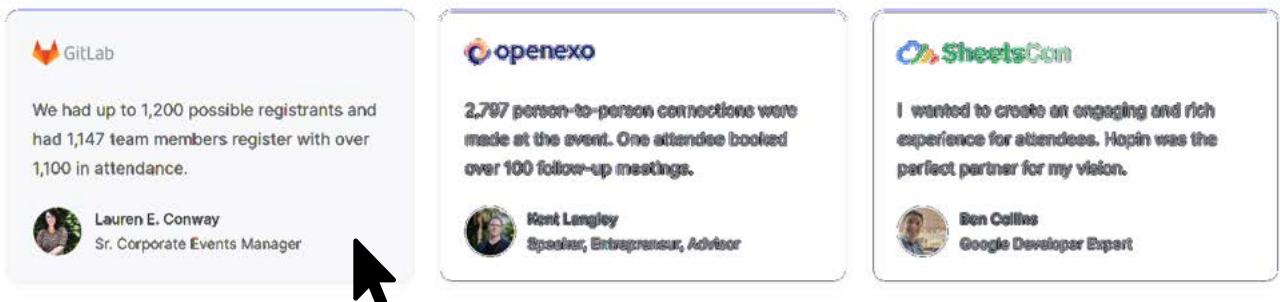 GitLab
We had up to 1,200 possible registrants and
had 1,147 team members register with over
1,100 in attendance.
Lauren E. Conway
Sr. Corporate Events Manager
openexo
2,797 person-to-person connections were
made at the event. One attendee booked
over 100 follow-up meetings.
Kent Langley
Speaker, Entrepreneur, Advisor
SheetsCon
I wanted to create an engaging and rich
experience for attendees. Hopin was the
perfect partner for my vision.
Ben Collins
Google Developer Expert